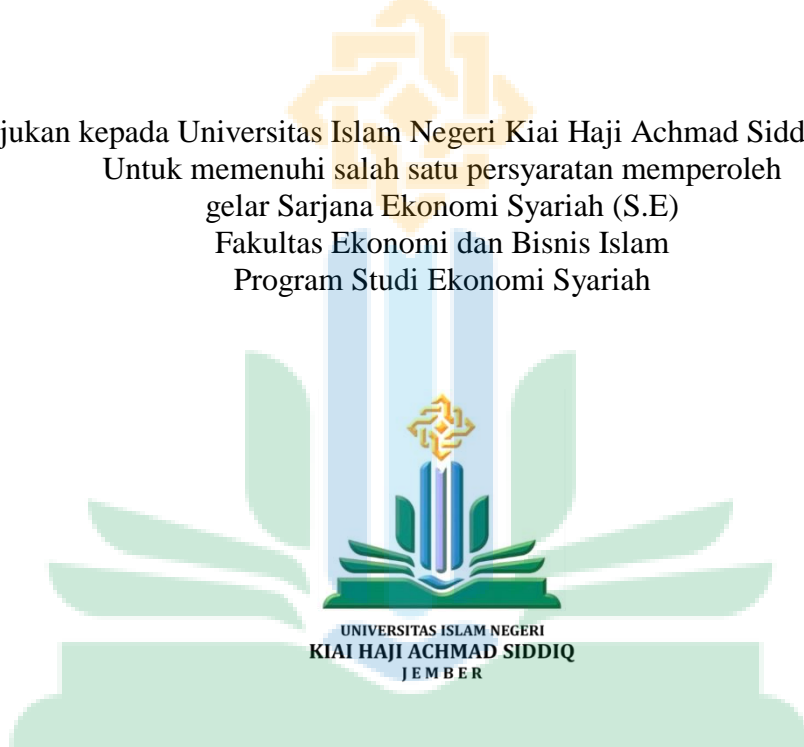 jukan kepada Universitas Islam Negeri Kiai Haji Achmad Sidd
Untuk memenuhi salah satu persyaratan memperoleh
gelar Sarjana Ekonomi Syariah (S.E)
Fakultas Ekonomi dan Bisnis Islam
Program Studi Ekonomi Syariah
UNIVERSITAS ISLAM NEGERI
KIAI HAJI ACHMAD SIDDIQ
JEMBER